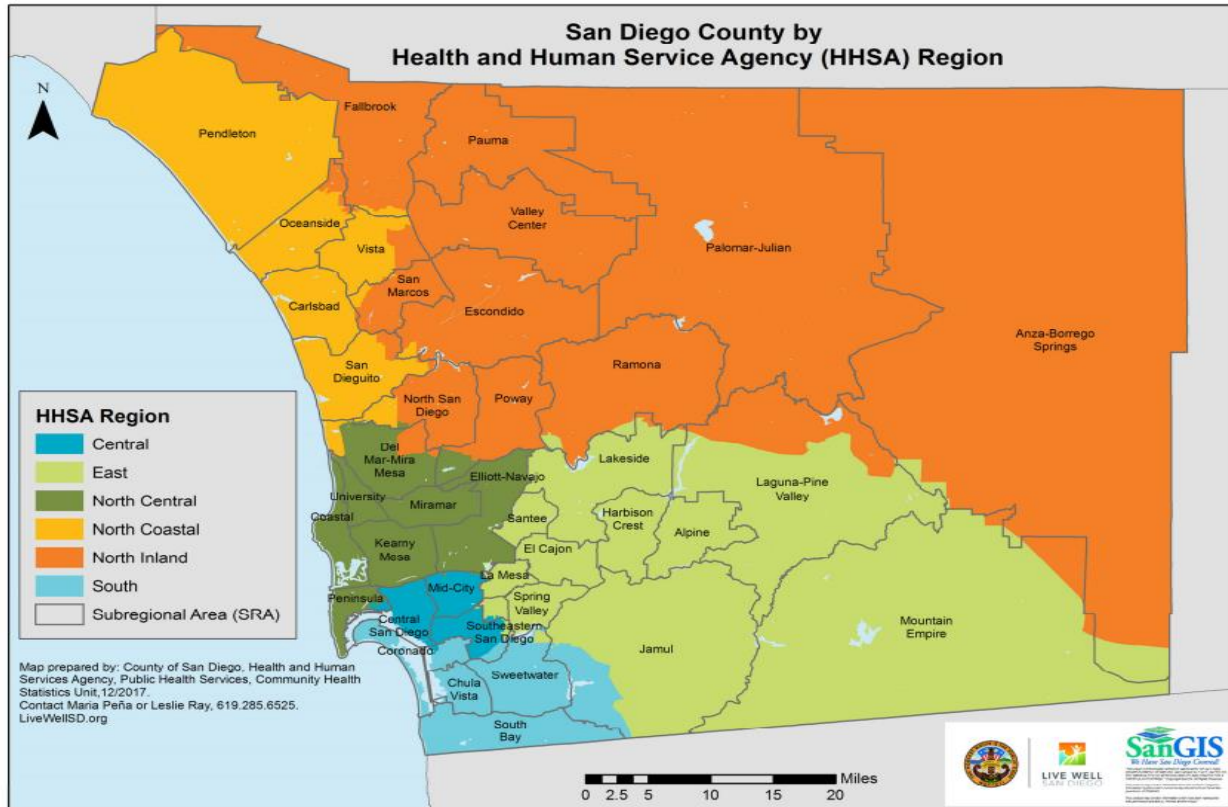 San Diego County by
Health and Human Service Agency (HHSA) Region
N
Fallbrook
Pendleton
Pauma
Oceanside
Valley
Center
Vista
Palomar-Julian
San
Marcos
Carlsbad
Escondido
Anza-Borrego
Springs
San
Dieguito
Ramona
North San
Diego
Poway
HHSA Region
Central
East
North Central
North Coastal
North Inland
South
Subregional Area (SRA)
Del
Mar-Mira
Mesa
Elliott-Navajo
Lakeside
University
Miramar
Laguna-Pine
Valley
Coastal
Santee
Harbison
Crest
Alpine
Kearny
Mesa
El Cajon
La Mesa
Mid-City
Peninsula
Spring
Valley
Central
San Diego
Southeastern
San Diego
Mountain
Empire
Coronado
Jamul
Chula
Vista
Sweetwater
South
Bay
Map prepared by: County of San Diego, Health and Human
Services Agency, Public Health Services, Community Health
Statistics Unit,12/2017.
Contact Maria Peña or Leslie Ray, 619.285.6525.
LiveWellSD.org
Miles
0 2.5 5 10 15 20
LIVE WELL
SAN DIEGO
SanGIS
We Have San Diego Covered!